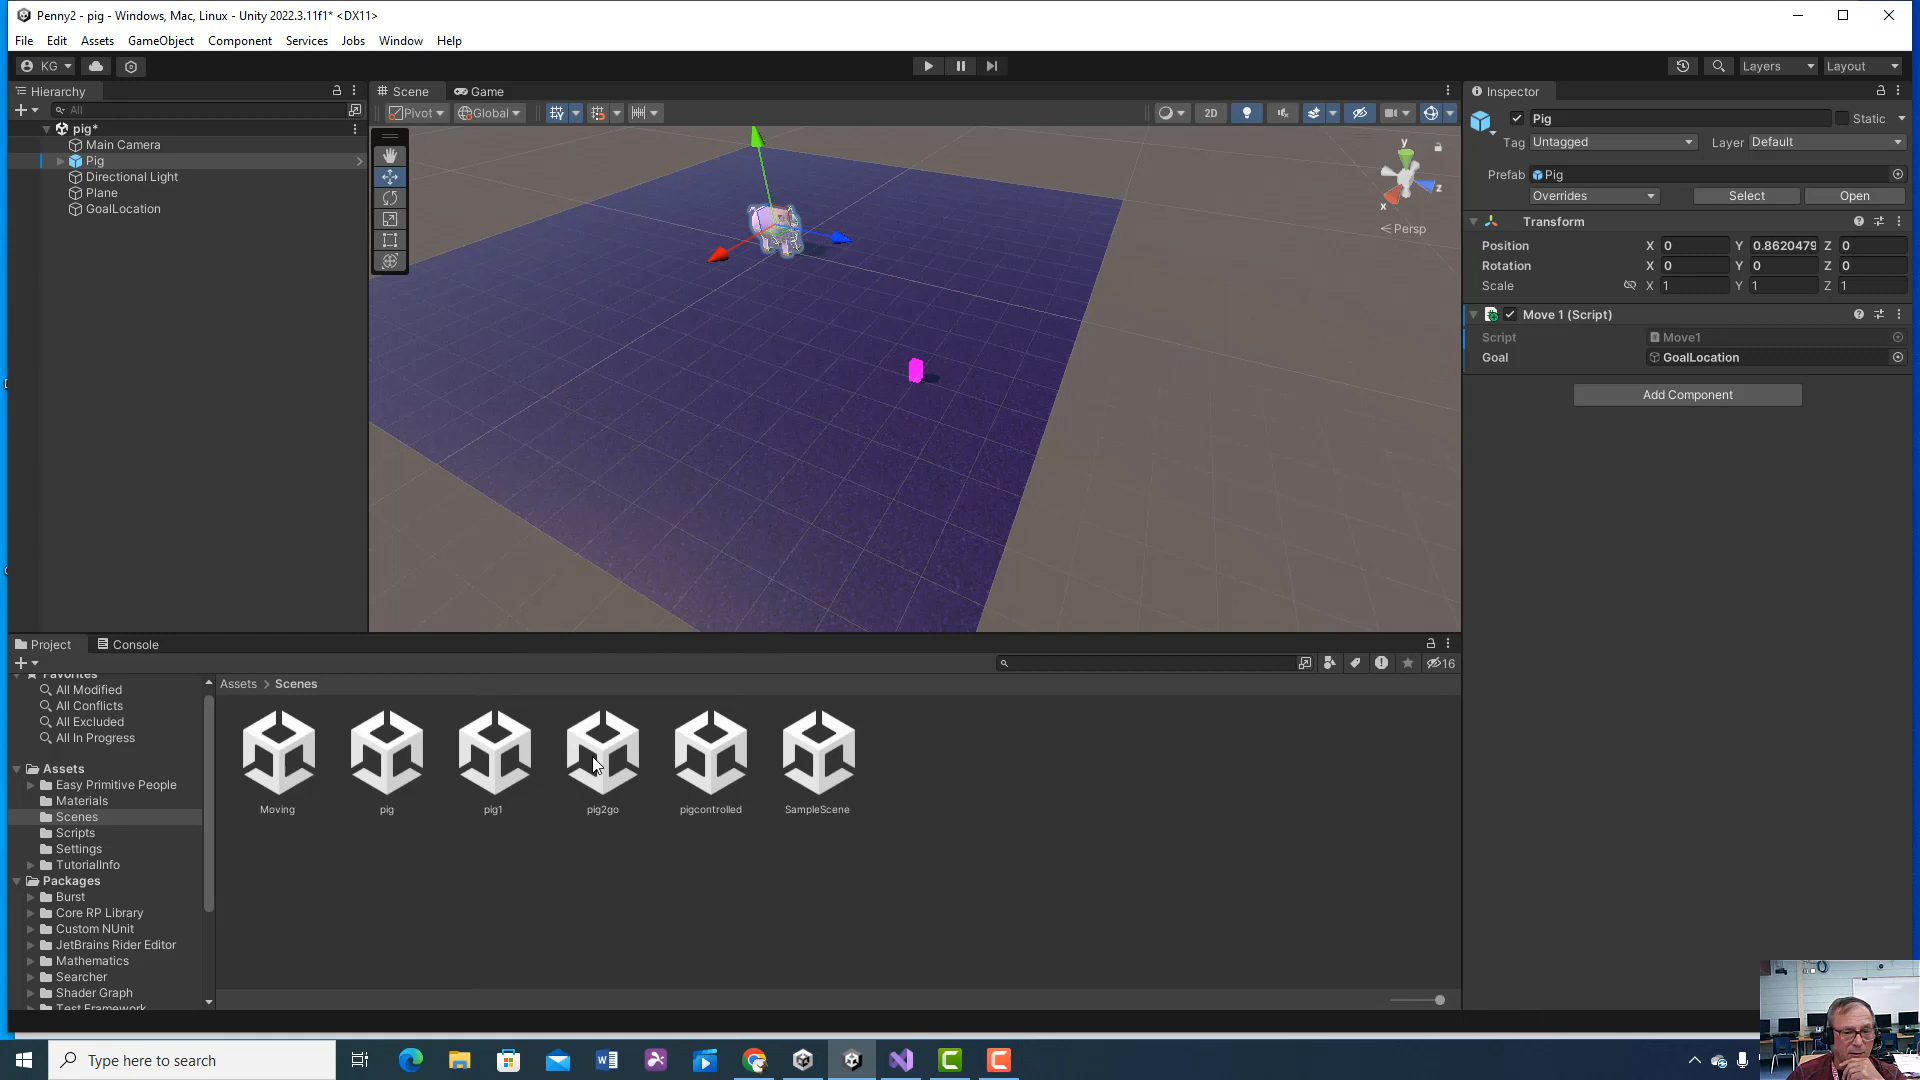 Penny2 - pig - Windows, Mac, Linux - Unity 2022.3.11f1* <DX11>
File Edit Assets GameObject Component Services Jobs Window Help
KG Layers Layout
Hierarchy Scene Game Inspector
All Pivot Global 2D
pig*
Main Camera
Pig
Directional Light
Plane
GoalLocation
y
z
x
Persp
Pig Static
Tag Untagged Layer Default
Prefab Pig
Overrides Select Open
Transform
Position X 0 Y 0.8620479 Z 0
Rotation X 0 Y 0 Z 0
Scale X 1 Y 1 Z 1
Move 1 (Script)
Script Move1
Goal GoalLocation
Add Component
Project Console
16
Favorites
All Modified
All Conflicts
All Excluded
All In Progress
Assets
Easy Primitive People
Materials
Scenes
Scripts
Settings
TutorialInfo
Packages
Burst
Core RP Library
Custom NUnit
JetBrains Rider Editor
Mathematics
Searcher
Shader Graph
Test Framework
Assets > Scenes
Moving pig pig1 pig2go pigcontrolled SampleScene
Type here to search